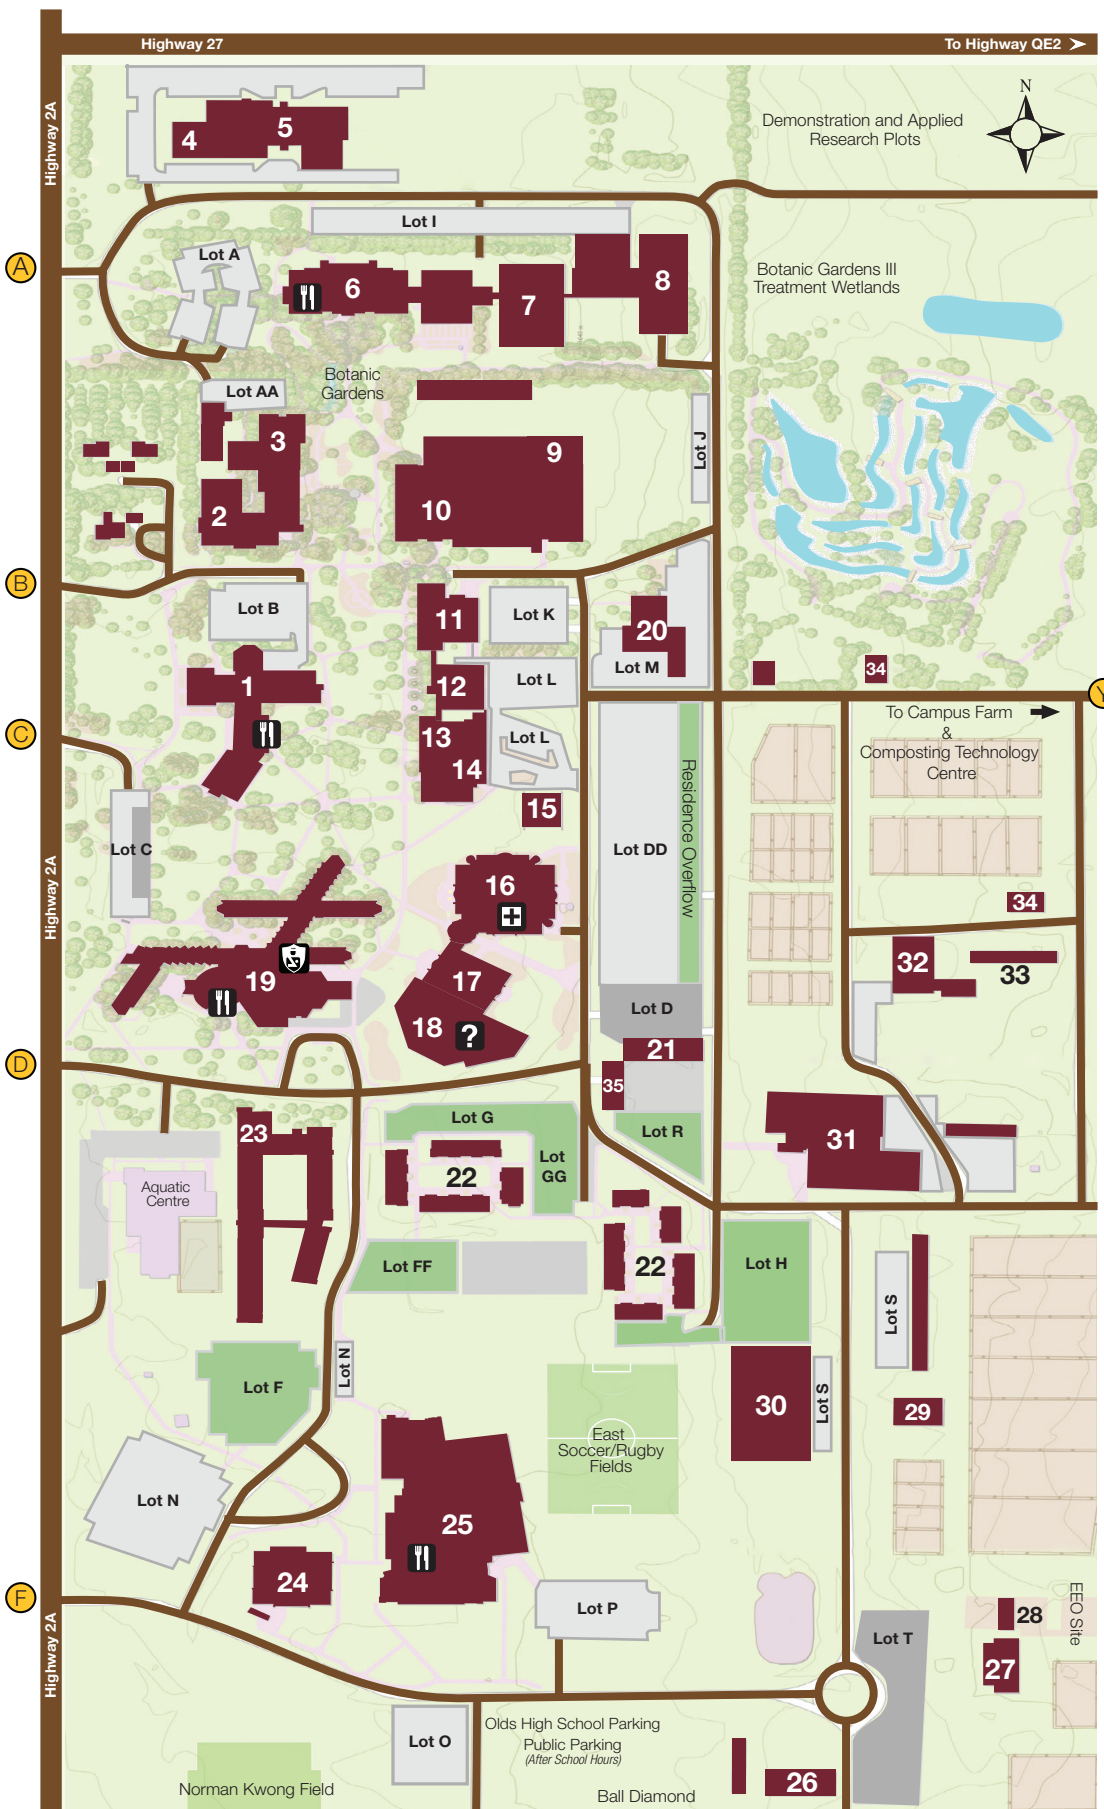 Highway 27
To Highway QE2
Highway 2A
N
4
5
Demonstration and Applied
Research Plots
Lot I
A
Lot A
6
7
8
Botanic Gardens III
Treatment Wetlands
Botanic
Gardens
Lot AA
3
9
Lot J
2
10
B
Lot B
11
Lot K
20
Lot M
34
1
12
Lot L
Y
C
13
Lot L
14
To Campus Farm
&
Composting Technology
Centre
15
Residence Overflow
Lot C
Lot DD
Highway 2A
16
34
19
17
32
33
18
?
Lot D
D
21
35
23
Lot G
Lot R
31
22
Lot
GG
Aquatic
Centre
Lot FF
22
Lot H
Lot S
Lot F
Lot N
30
Lot S
29
East
Soccer/Rugby
Fields
Lot N
25
24
F
Lot P
28
EEO Site
Highway 2A
Lot T
27
Lot O
Olds High School Parking
Public Parking
(After School Hours)
Norman Kwong Field
Ball Diamond
26